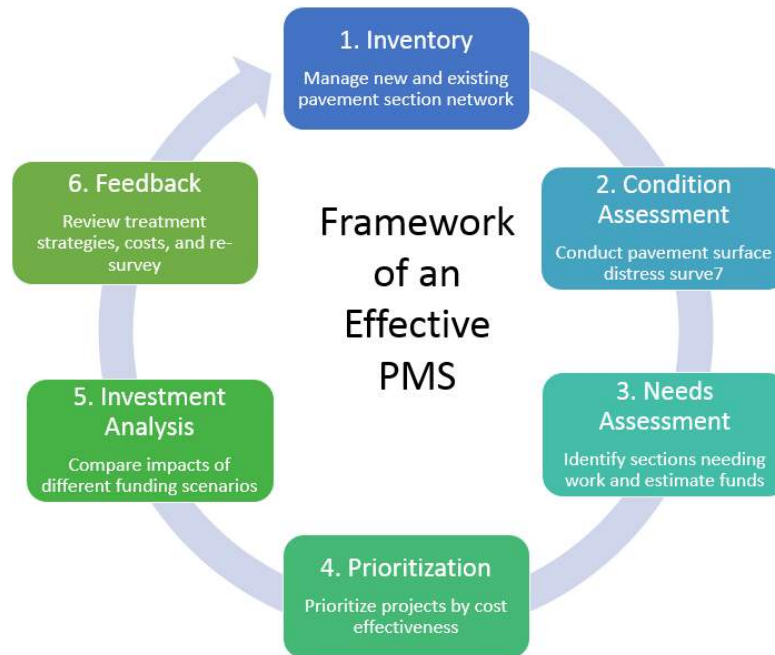 1. Inventory
Manage new and existing
pavement section network
2. Condition
Assessment
Conduct pavement surface
distress surve7
3. Needs
Assessment
Identify sections needing
work and estimate funds
4. Prioritization
Prioritize projects by cost
effectiveness
5. Investment
Analysis
Compare impacts of
different funding scenarios
6. Feedback
Review treatment
strategies, costs, and re-
survey
Framework
of an
Effective
PMS